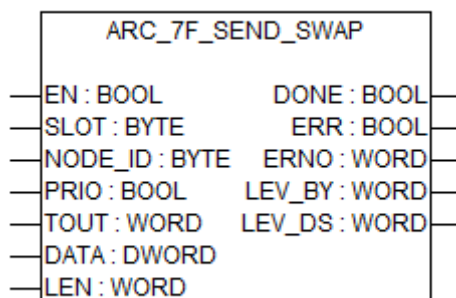 ARC_7F_SEND_SWAP
EN : BOOL DONE : BOOL
SLOT : BYTE ERR : BOOL
NODE_ID : BYTE ERNO : WORD
PRIO : BOOL LEV_BY : WORD
TOUT : WORD LEV_DS : WORD
DATA : DWORD
LEN : WORD